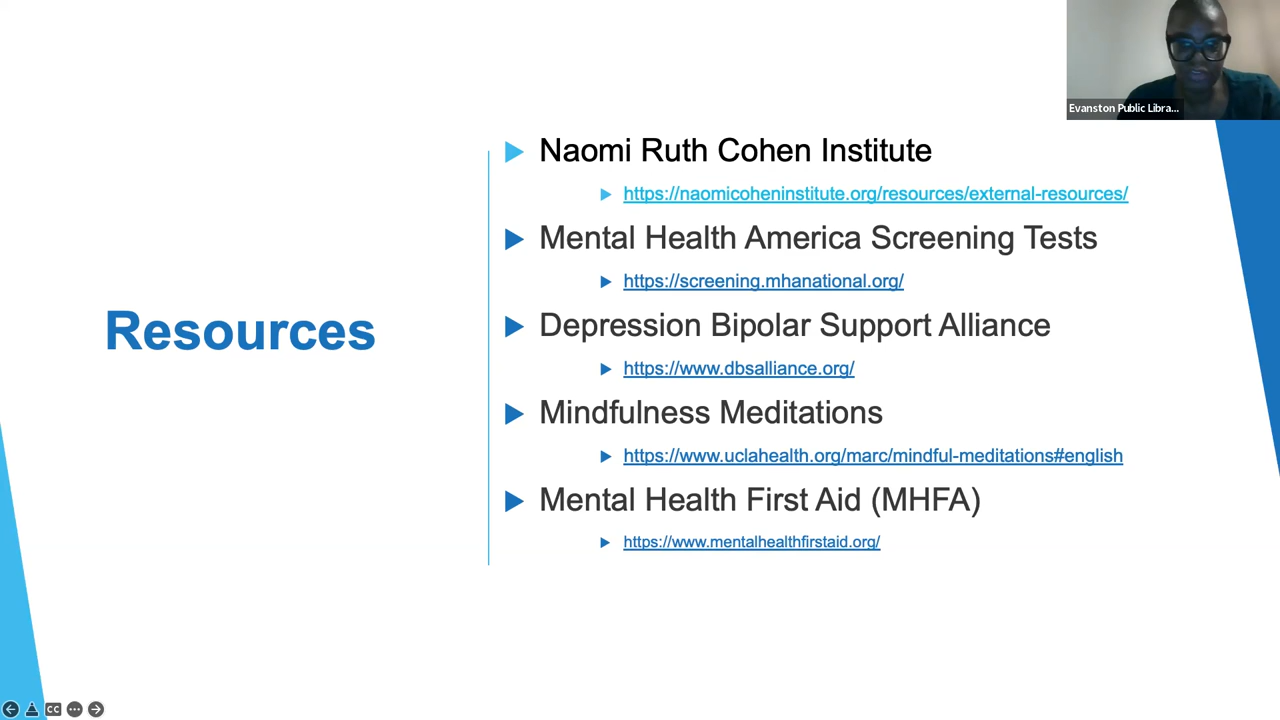 Evanston Public Libra...
Resources
Naomi Ruth Cohen Institute
https://naomicoheninstitute.org/resources/external-resources/
Mental Health America Screening Tests
https://screening.mhanational.org/
Depression Bipolar Support Alliance
https://www.dbsalliance.org/
Mindfulness Meditations
https://www.uclahealth.org/marc/mindful-meditations#english
Mental Health First Aid (MHFA)
https://www.mentalhealthfirstaid.org/
CC